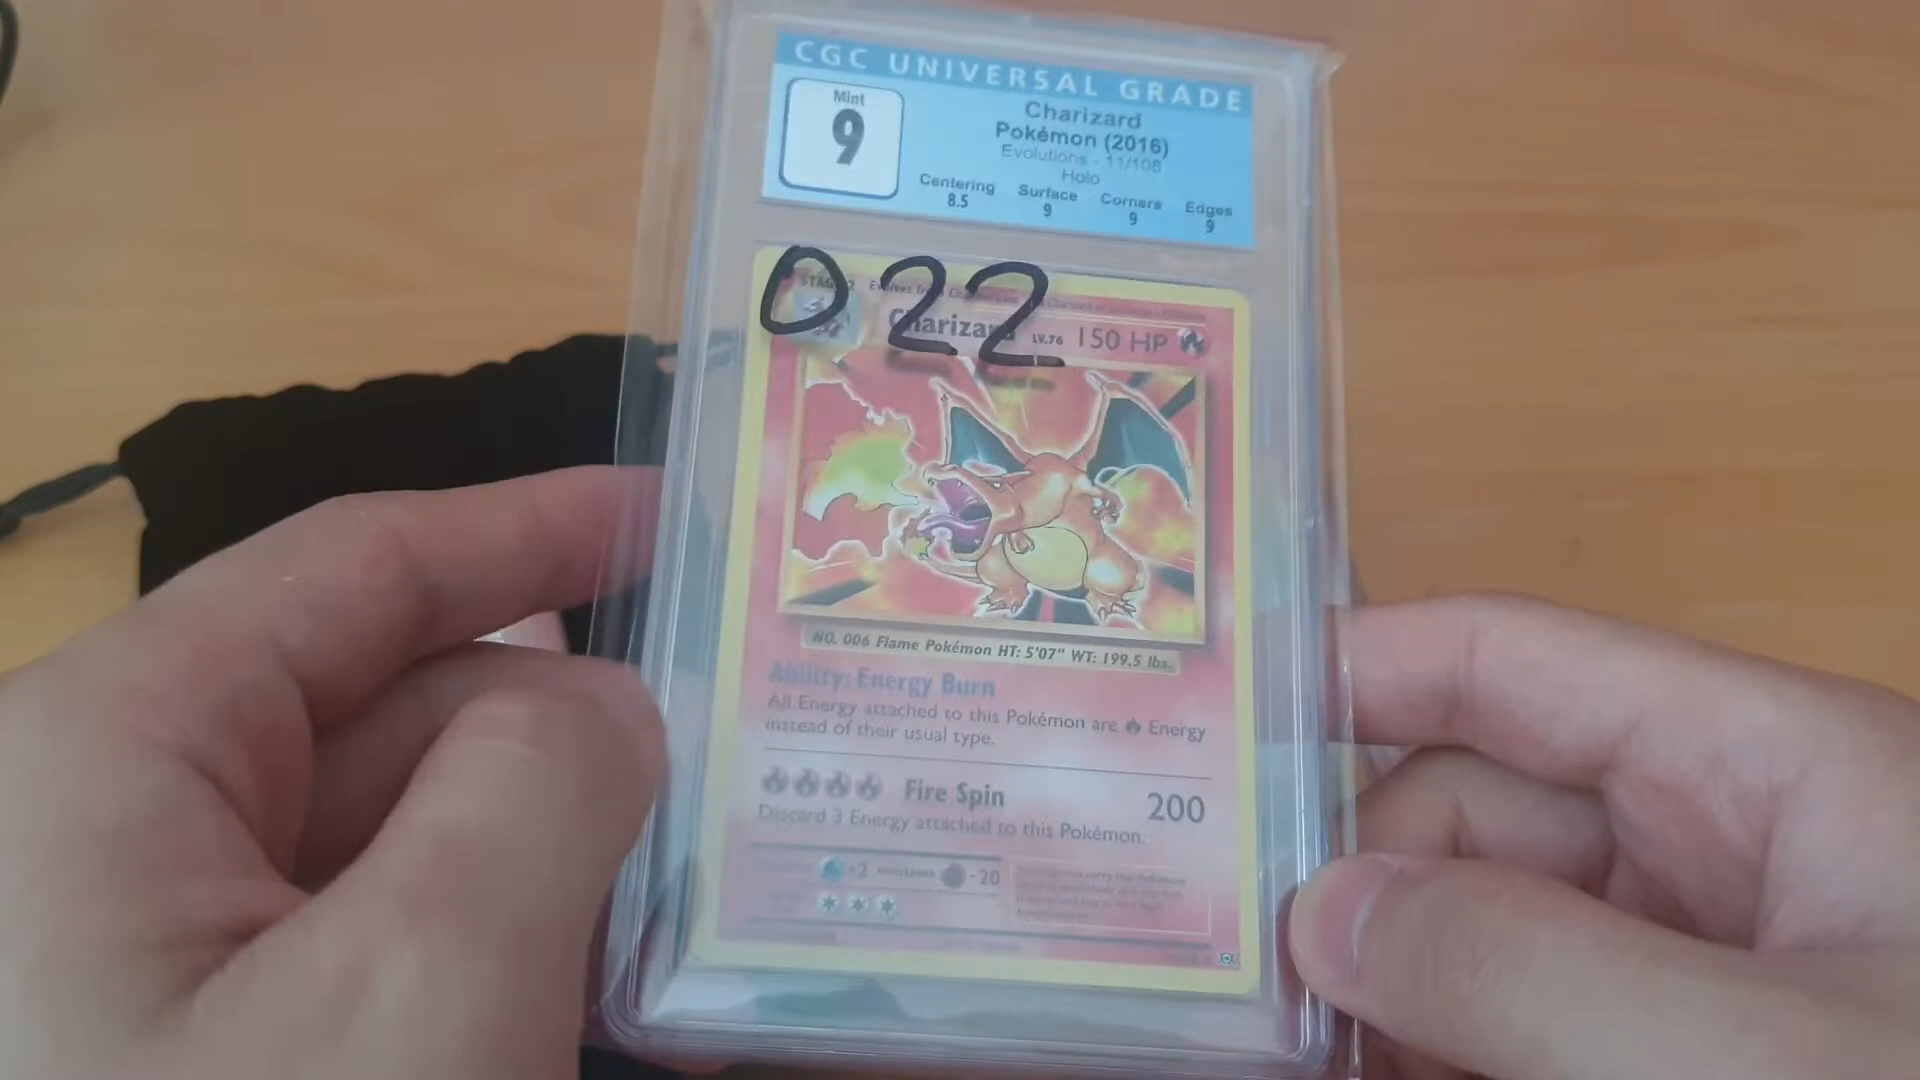 CGC UNIVERSAL GRADE
Mint
9
Charizard
Pokémon (2016)
Evolutions - 11/108
Holo
Centering Surface Corners Edges
8.5 9 9 9
022
STAGE 2
Charizard LV.76 150 HP
NO. 006 Flame Pokémon HT: 5'07" WT: 199.5 lbs.
Ability: Energy Burn
All Energy attached to this Pokémon are Energy
instead of their usual type.
Fire Spin 200
Discard 3 Energy attached to this Pokémon.
×2 resistance -20